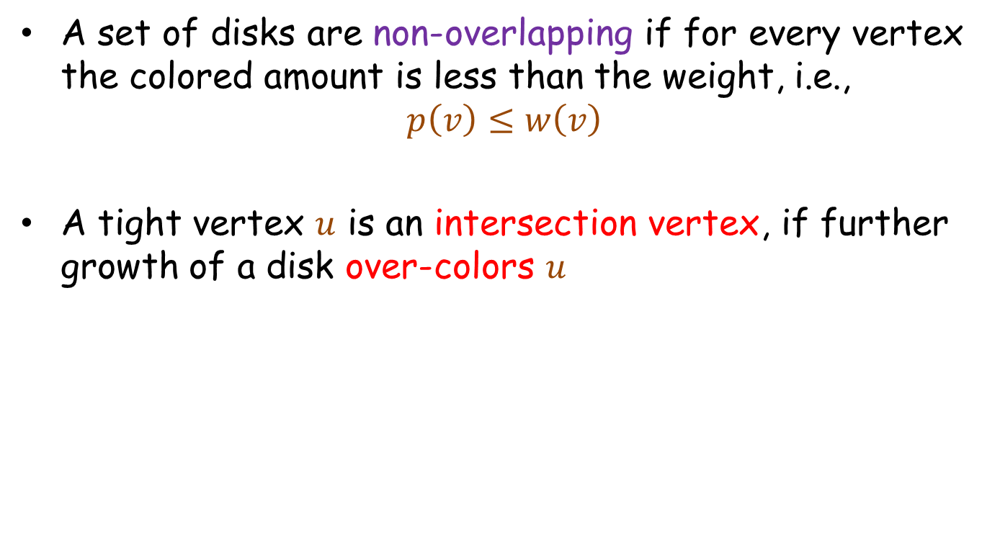 • A set of disks are non-overlapping if for every vertex
the colored amount is less than the weight, i.e.,
𝑝(𝑣) ≤ 𝑤(𝑣)
• A tight vertex 𝑢 is an intersection vertex, if further
growth of a disk over-colors 𝑢